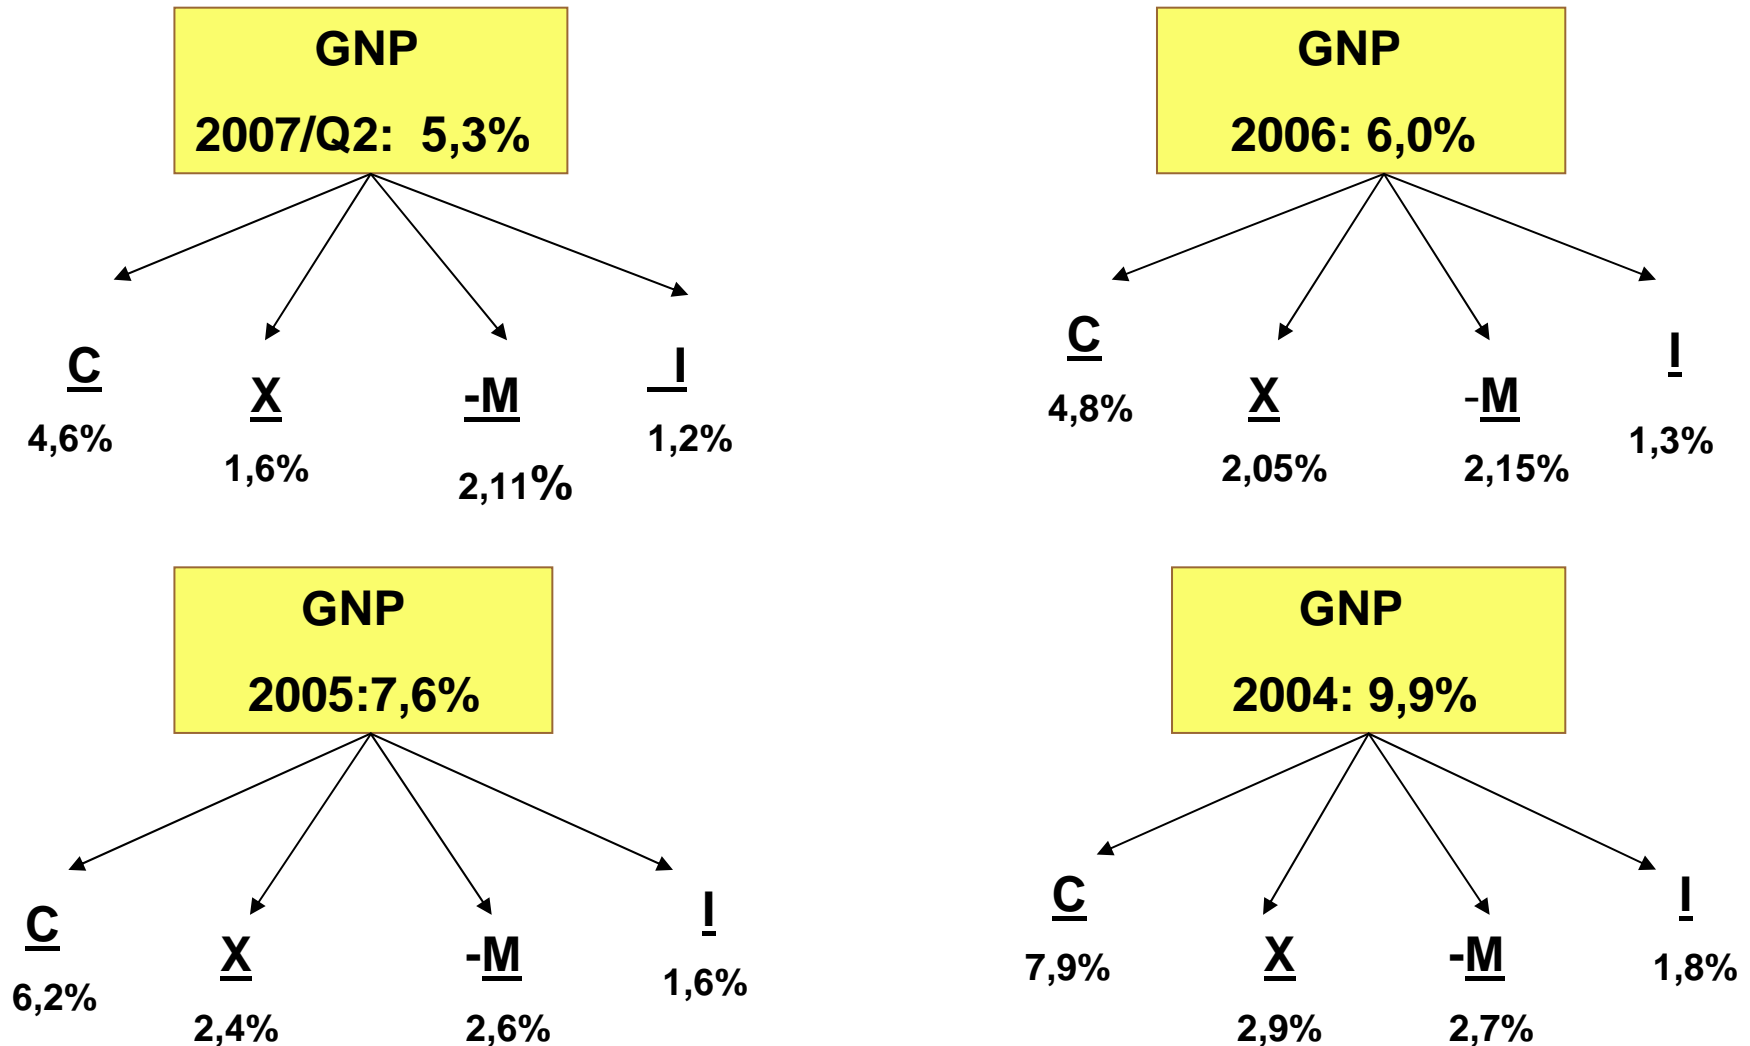 GNP
2007/Q2: 5,3%
C
4,6%
X
1,6%
-M
2,11%
I
1,2%
GNP
2006: 6,0%
C
4,8%
X
2,05%
-M
2,15%
I
1,3%
GNP
2005:7,6%
C
6,2%
X
2,4%
-M
2,6%
I
1,6%
GNP
2004: 9,9%
C
7,9%
X
2,9%
-M
2,7%
I
1,8%